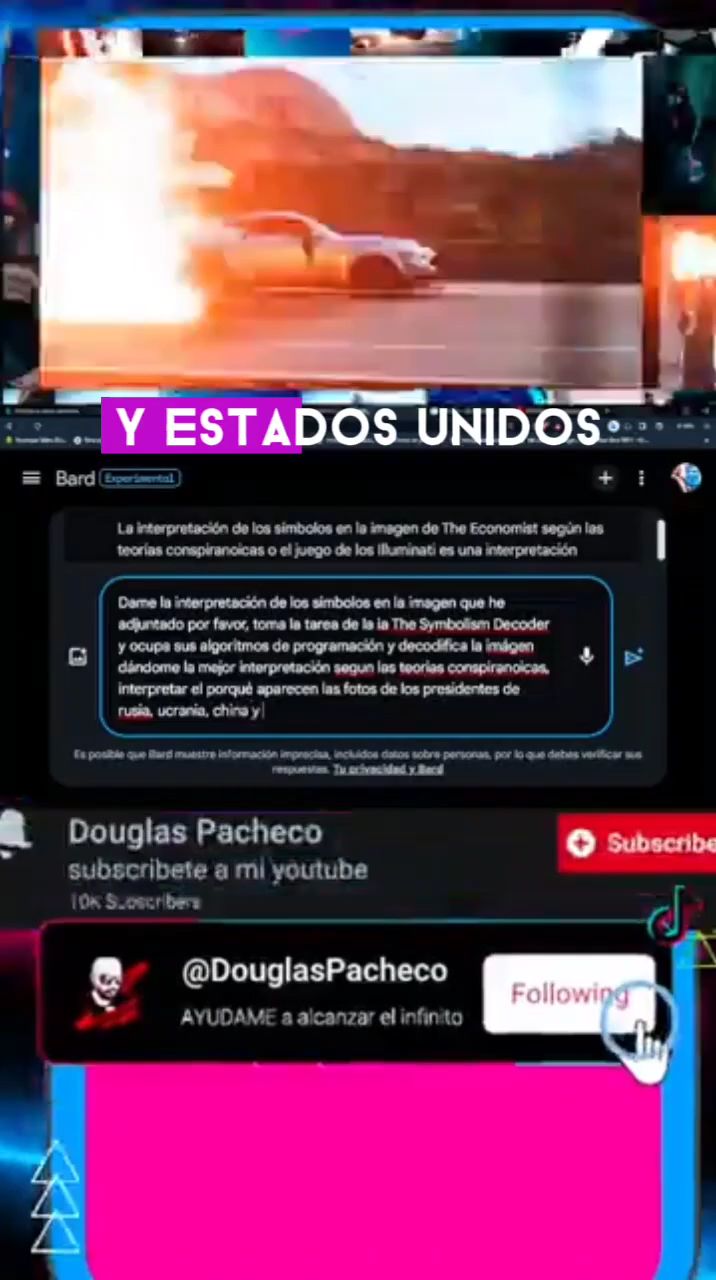 Y ESTADOS UNIDOS
Bard Experimental
La interpretación de los símbolos en la imagen de The Economist según las
teorías conspiranoicas o el juego de los Illuminati es una interpretación
Dame la interpretación de los símbolos en la imagen que he
adjuntado por favor, toma la tarea de la ia The Symbolism Decoder
y ocupa sus algoritmos de programación y decodifica la imágen
dándome la mejor interpretación segun las teorías conspiranoicas,
interpretar el porqué aparecen las fotos de los presidentes de
rusia, ucrania, china y
Es posible que Bard muestre información imprecisa, incluidos datos sobre personas, por lo que debes verificar sus
respuestas. Tu privacidad y Bard
Douglas Pacheco
Subscribe
subscribete a mi youtube
10K Subscribers
@DouglasPacheco
Following
AYUDAME a alcanzar el infinito